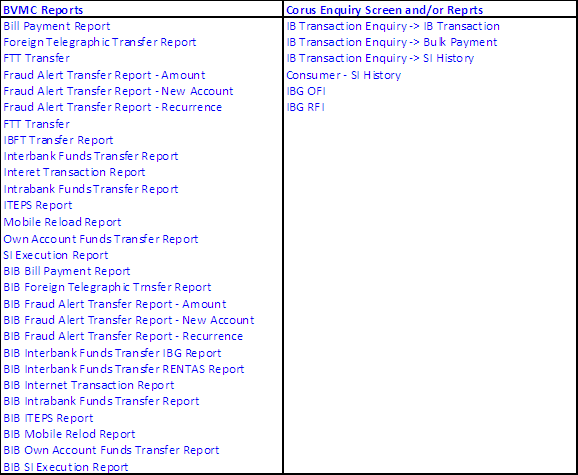 BVMC Reports
Corus Enquiry Screen and/or Reprts
Bill Payment Report
IB Transaction Enquiry -> IB Transaction
Foreign Telegraphic Transfer Report
IB Transaction Enquiry -> Bulk Payment
FTT Transfer
IB Transaction Enquiry -> SI History
Fraud Alert Transfer Report - Amount
Consumer - SI History
Fraud Alert Transfer Report - New Account
IBG OFI
Fraud Alert Transfer Report - Recurrence
IBG RFI
FTT Transfer
IBFT Transfer Report
Interbank Funds Transfer Report
Interet Transaction Report
Intrabank Funds Transfer Report
ITEPS Report
Mobile Reload Report
Own Account Funds Transfer Report
SI Execution Report
BIB Bill Payment Report
BIB Foreign Telegraphic Trnsfer Report
BIB Fraud Alert Transfer Report - Amount
BIB Fraud Alert Transfer Report - New Account
BIB Fraud Alert Transfer Report - Recurrence
BIB Interbank Funds Transfer IBG Report
BIB Interbank Funds Transfer RENTAS Report
BIB Internet Transaction Report
BIB Intrabank Funds Transfer Report
BIB ITEPS Report
BIB Mobile Relod Report
BIB Own Account Funds Transfer Report
BIB SI Execution Report